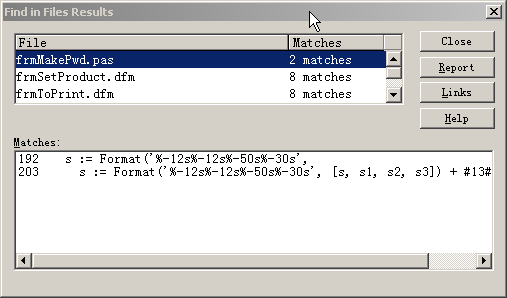 Find in Files Results
File Matches
frmMakePwd.pas 2 matches
frmSetProduct.dfm 8 matches
frmToPrint.dfm 8 matches
Close
Report
Links
Help
Matches:
192 s := Format('%-12s%-12s%-50s%-30s',
203 s := Format('%-12s%-12s%-50s%-30s', [s, s1, s2, s3]) + #13#